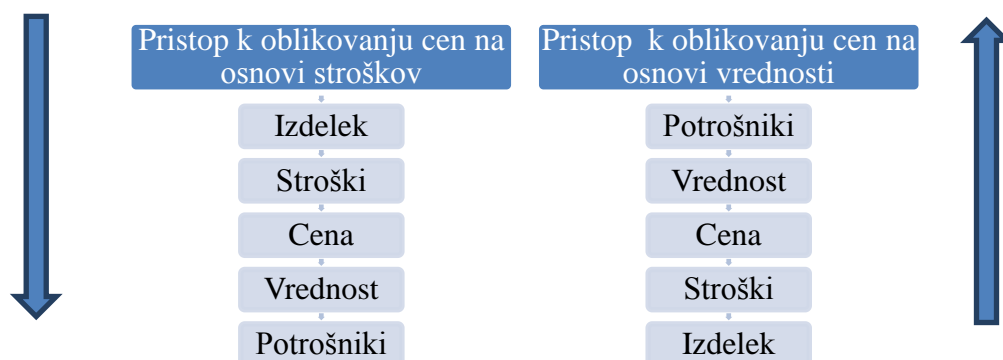 Pristop k oblikovanju cen na
osnovi stroškov
Izdelek
Stroški
Cena
Vrednost
Potrošniki
Pristop k oblikovanju cen na
osnovi vrednosti
Potrošniki
Vrednost
Cena
Stroški
Izdelek